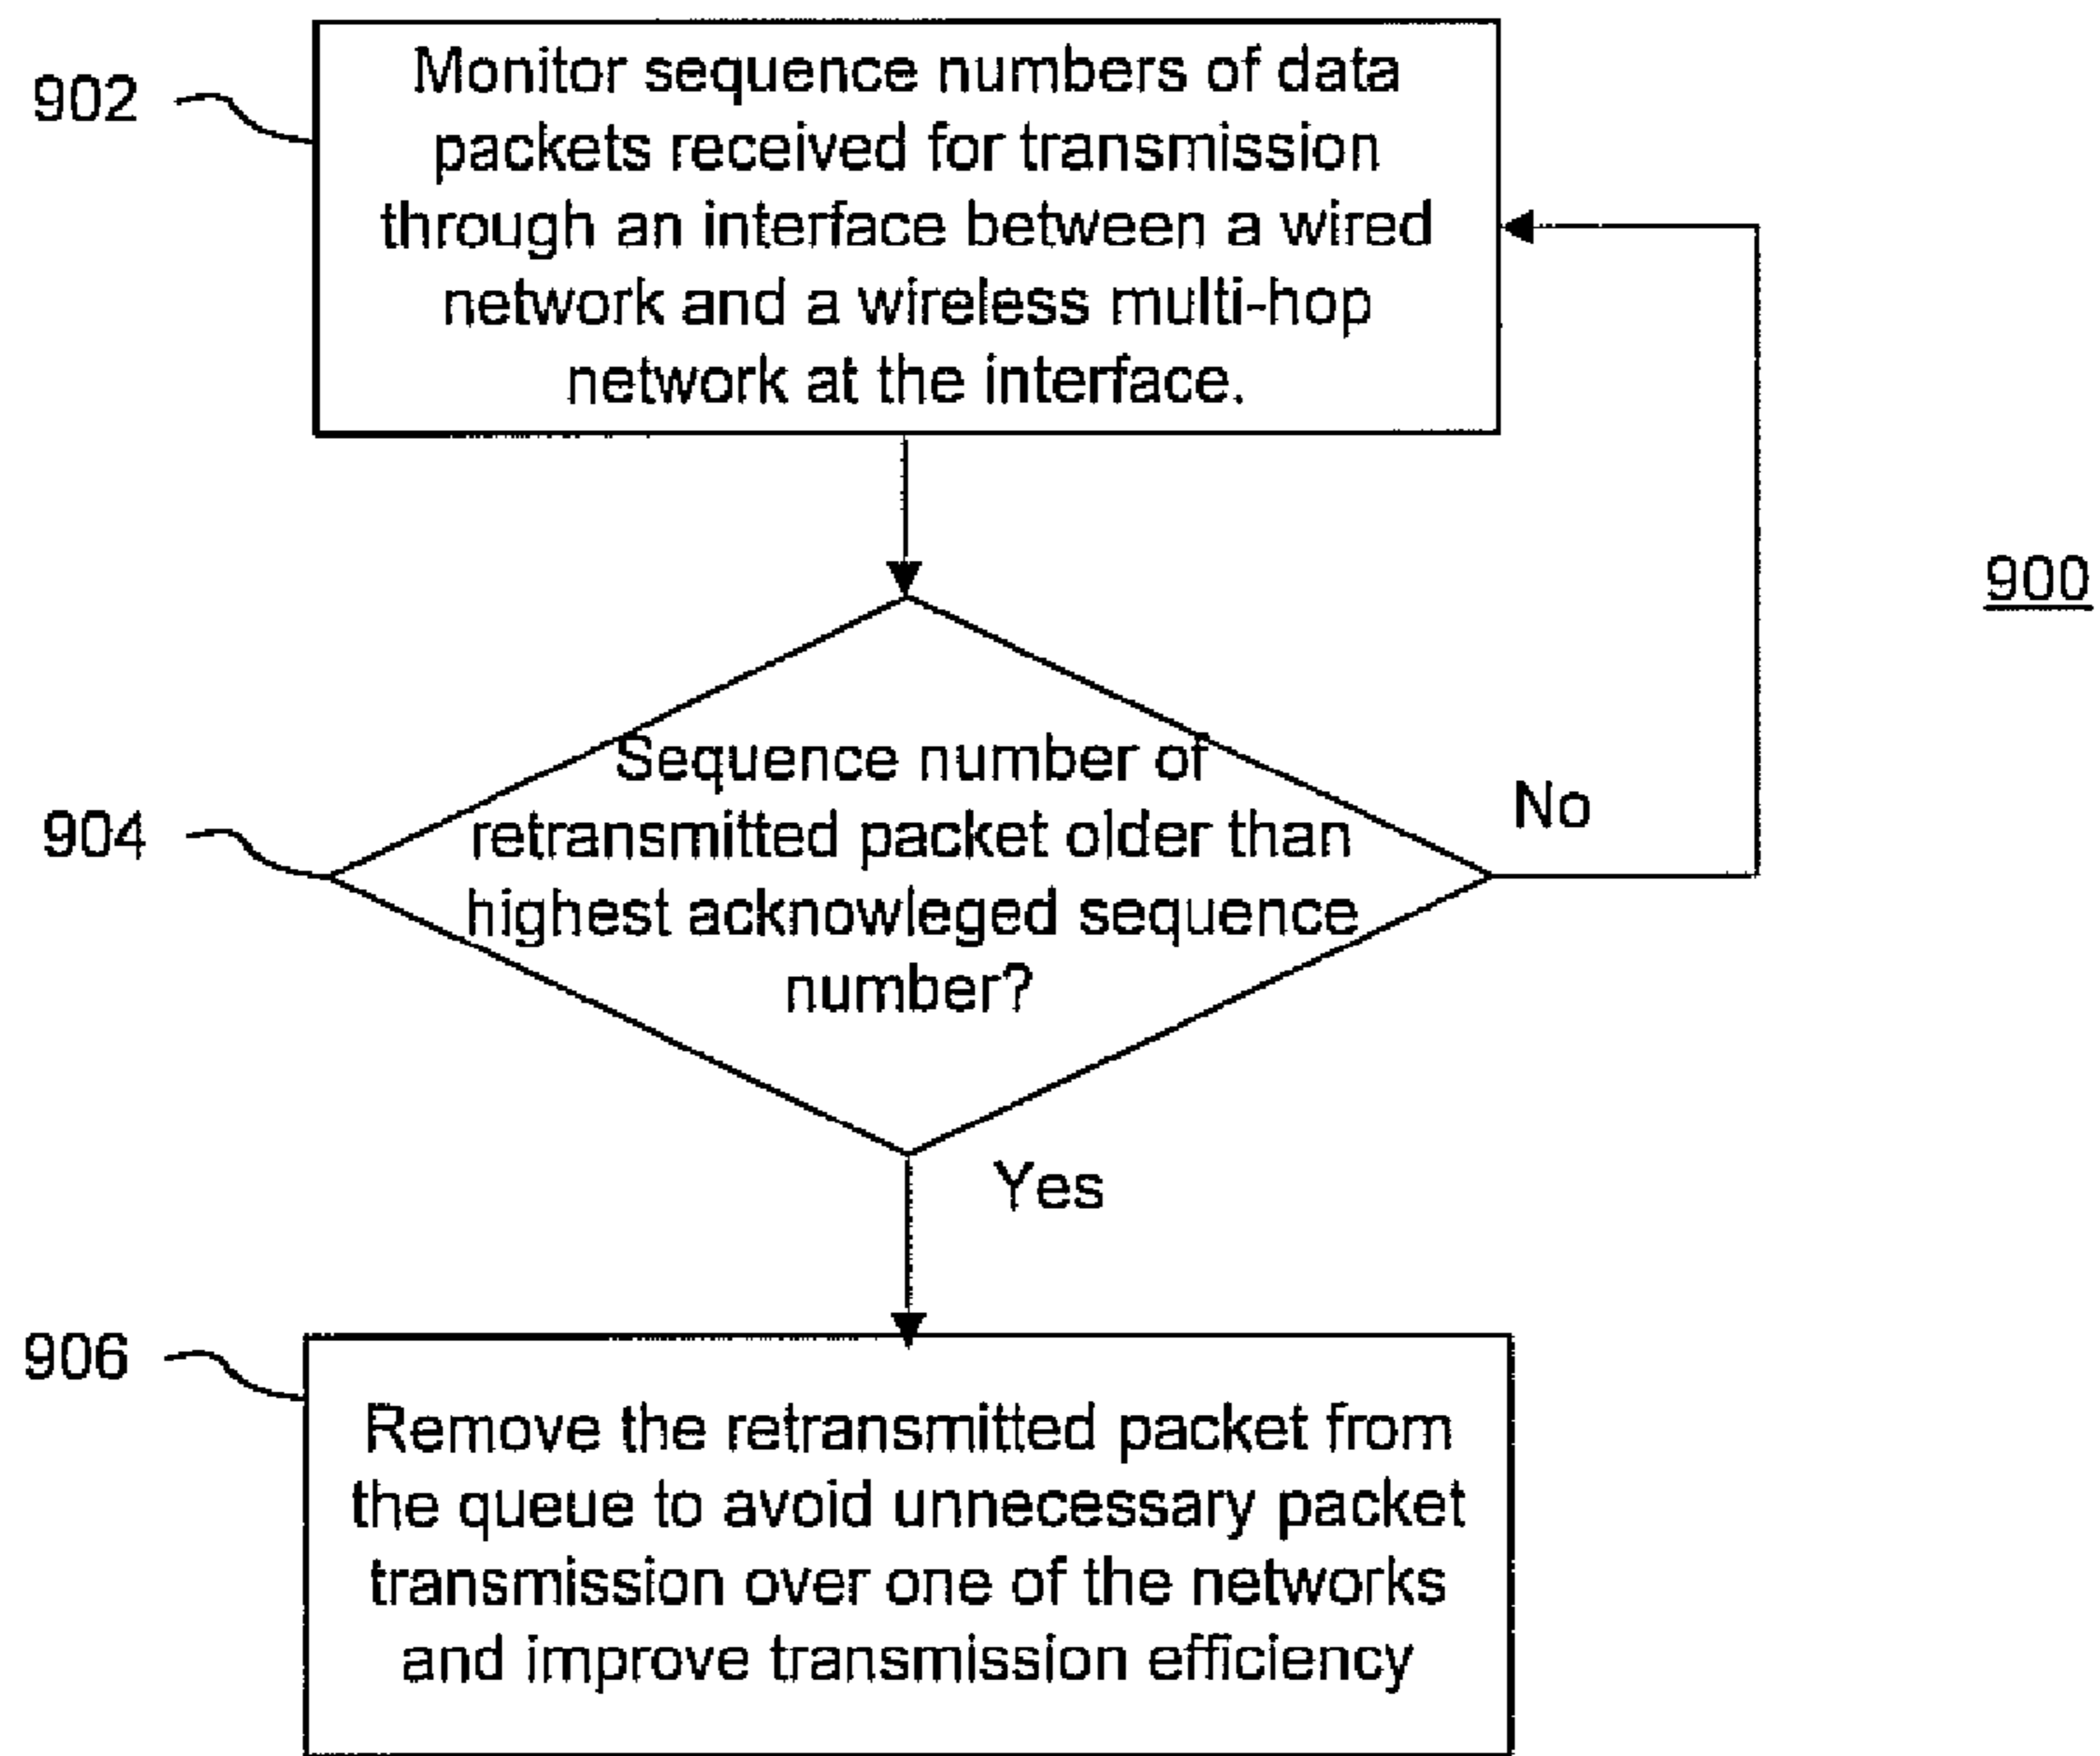 902
Monitor sequence numbers of data
packets received for transmission
through an interface between a wired
network and a wireless multi-hop
network at the interface.
900
904
Sequence number of
retransmitted packet older than
highest acknowleged sequence
number?
No
Yes
906
Remove the retransmitted packet from
the queue to avoid unnecessary packet
transmission over one of the networks
and improve transmission efficiency